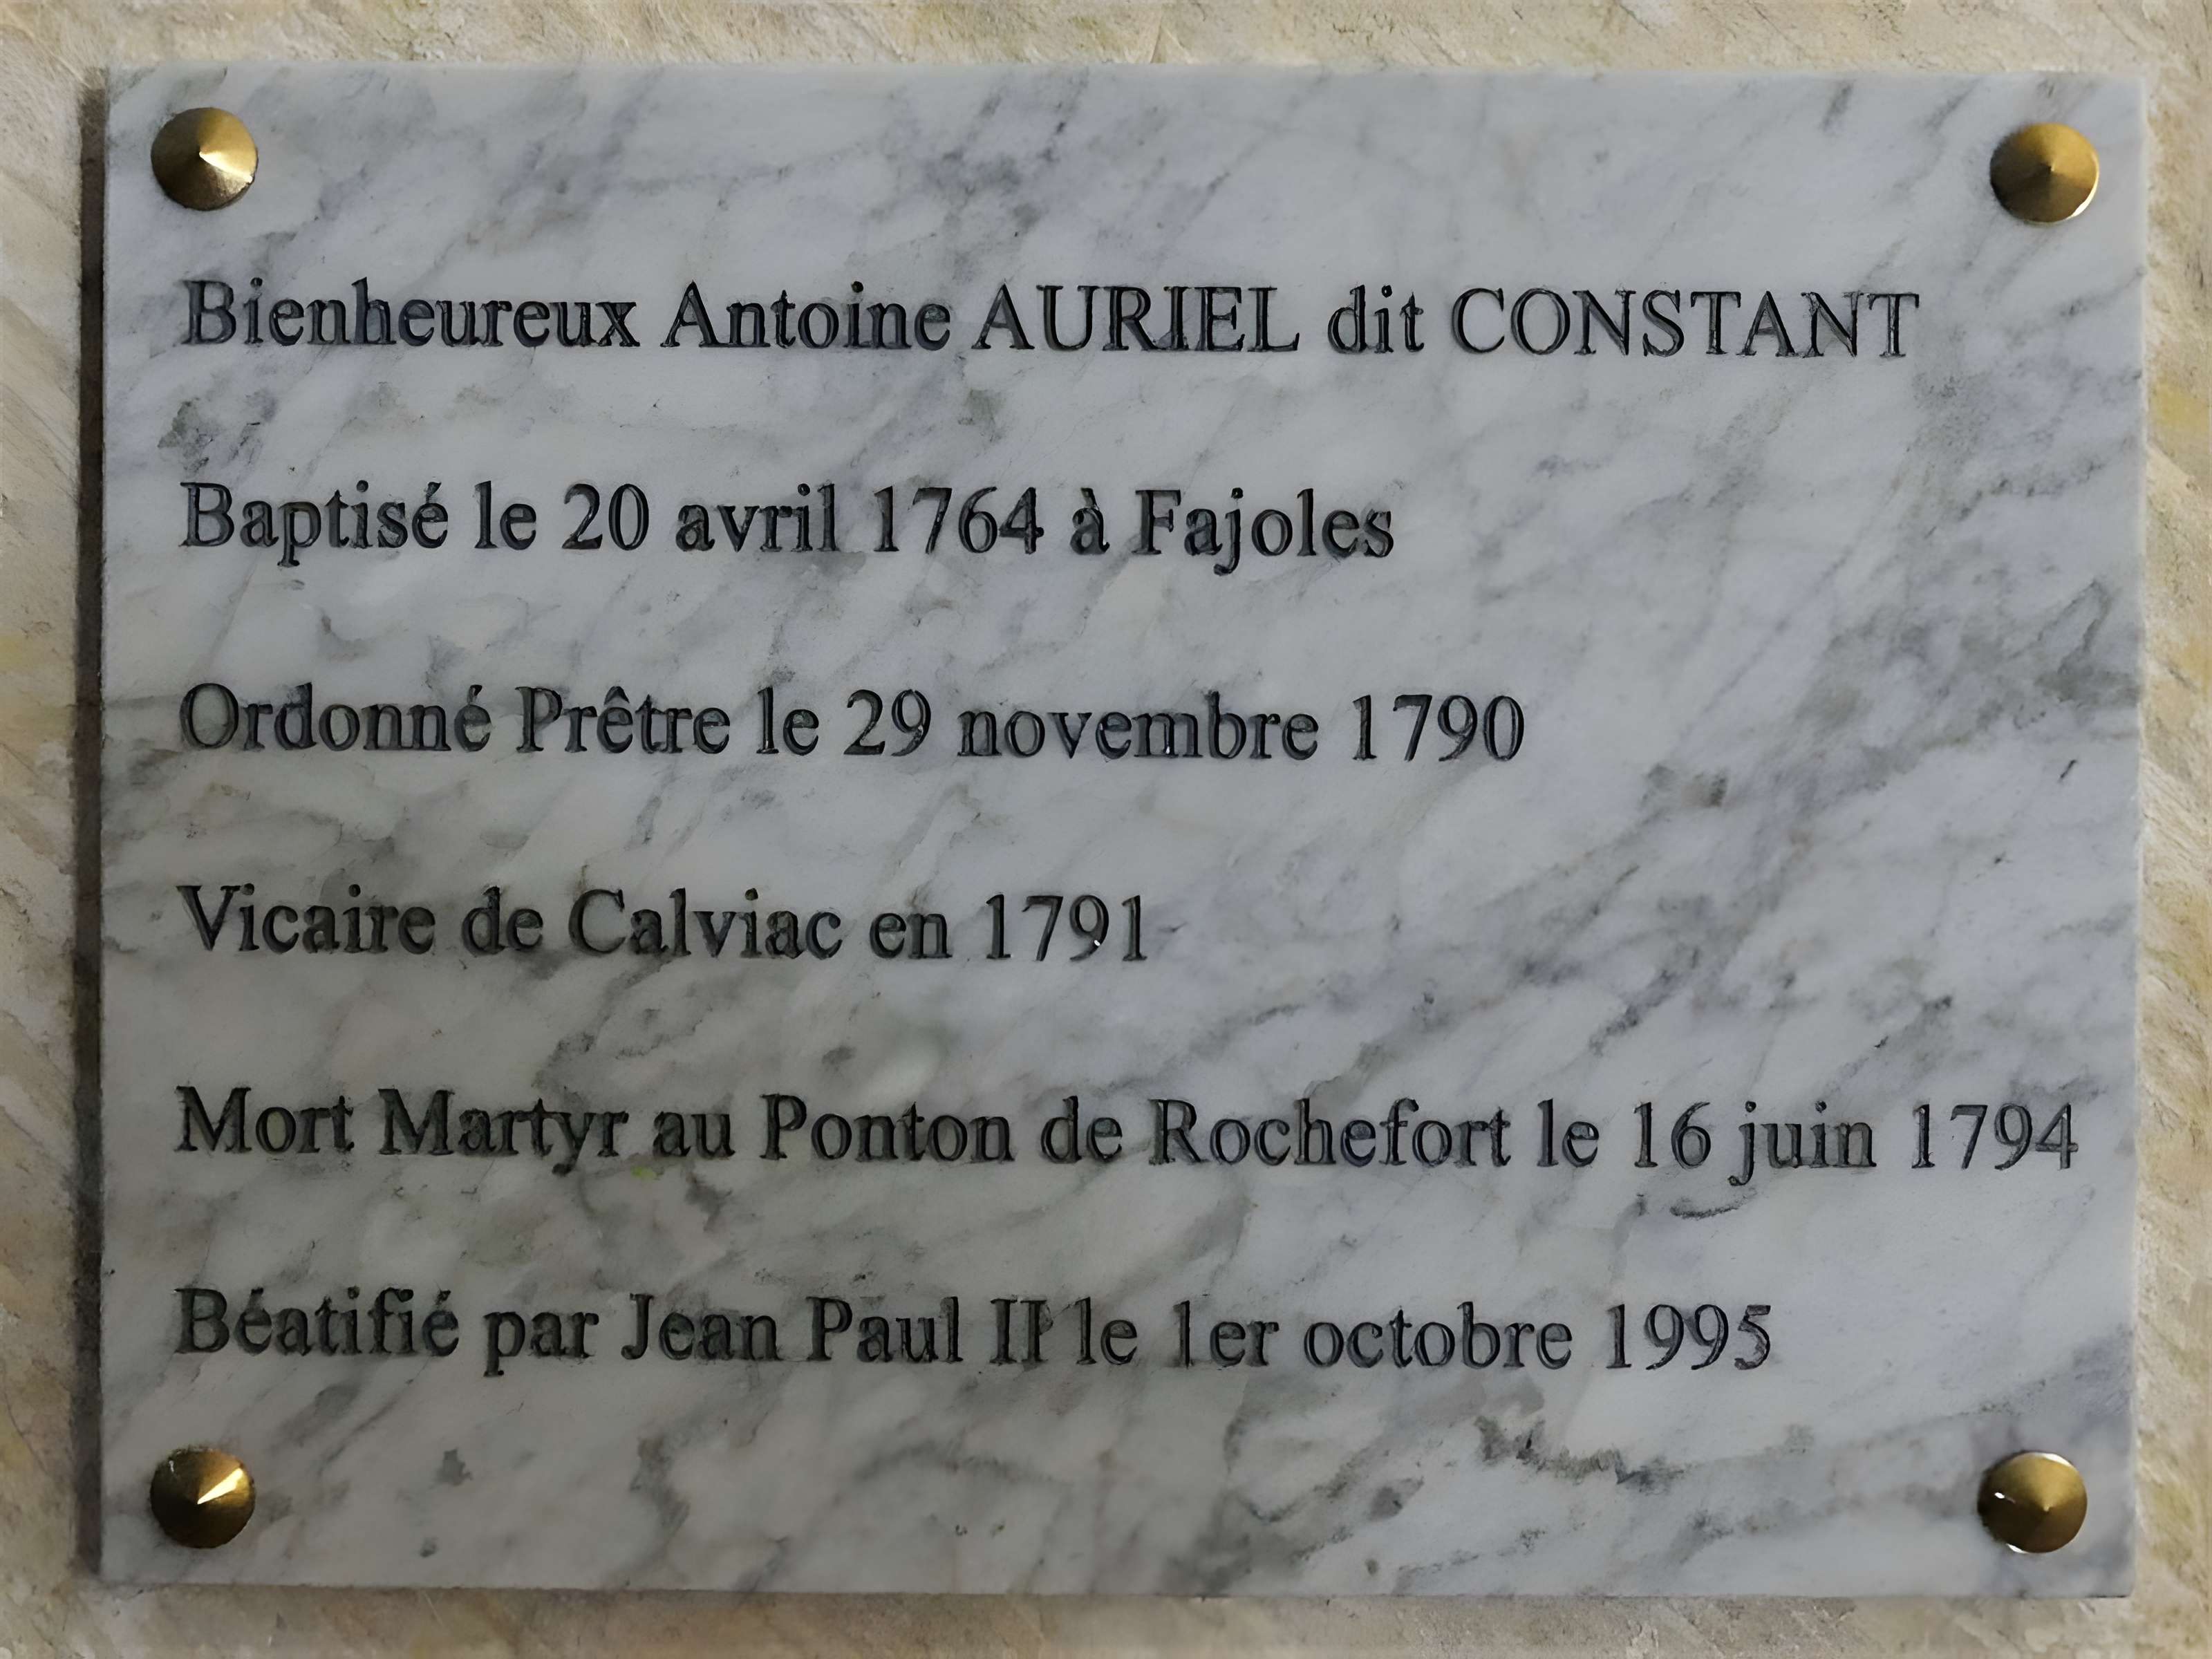 Bienheureux Antoine AURIEL dit CONSTANT
Baptisé le 20 avril 1764 à Fajoles
Ordonné Prêtre le 29 novembre 1790
Vicaire de Calviac en 1791
Mort Martyr au Ponton de Rochefort le 16 juin 1794
Béatifié par Jean Paul II le 1er octobre 1995